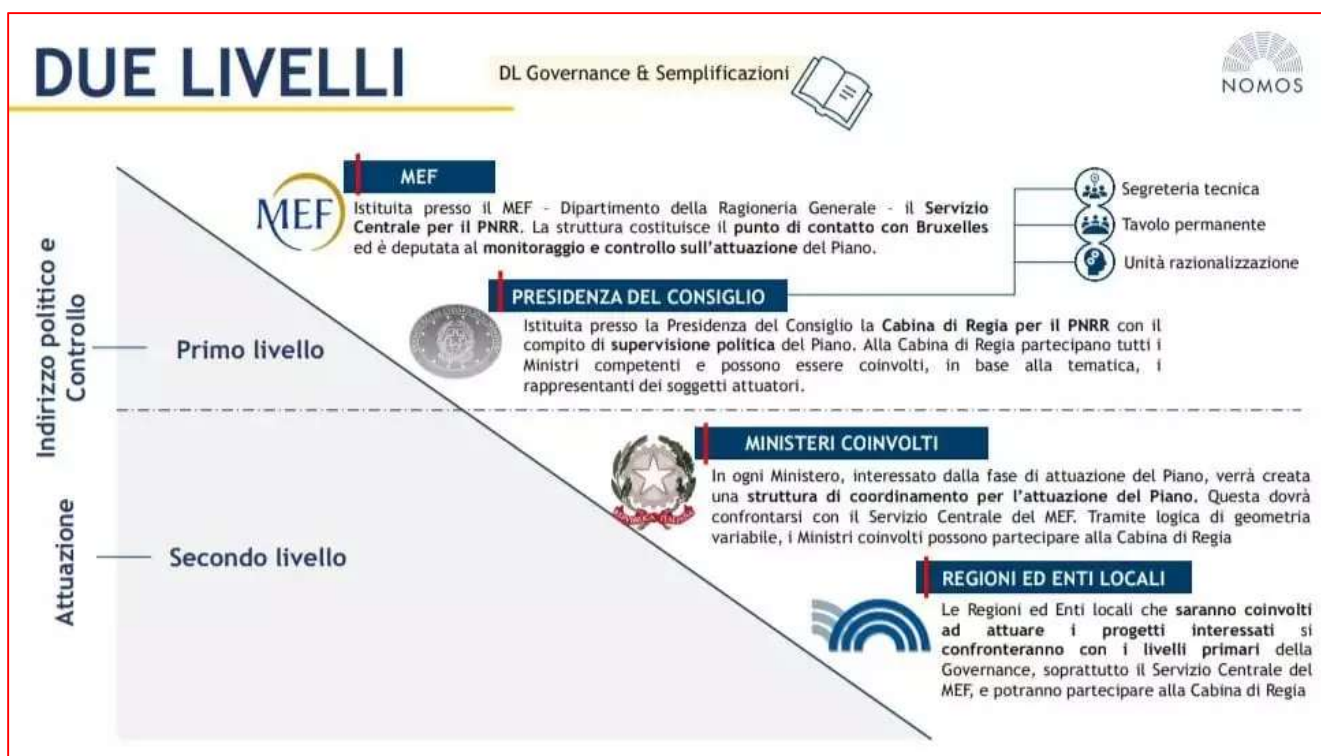 DUE LIVELLI
DL Governance & Semplificazioni
NOMOS
MEF
MEF
Istituita presso il MEF - Dipartimento della Ragioneria Generale - il Servizio
Centrale per il PNRR. La struttura costituisce il punto di contatto con Bruxelles
ed è deputata al monitoraggio e controllo sull'attuazione del Piano.
Segreteria tecnica
Tavolo permanente
Unità razionalizzazione
PRESIDENZA DEL CONSIGLIO
Istituita presso la Presidenza del Consiglio la Cabina di Regia per il PNRR con il
compito di supervisione politica del Piano. Alla Cabina di Regia partecipano tutti i
Ministri competenti e possono essere coinvolti, in base alla tematica, i
rappresentanti dei soggetti attuatori.
Indirizzo politico e
Controllo
Primo livello
MINISTERI COINVOLTI
In ogni Ministero, interessato dalla fase di attuazione del Piano, verrà creata
una struttura di coordinamento per l'attuazione del Piano. Questa dovrà
confrontarsi con il Servizio Centrale del MEF. Tramite logica di geometria
variabile, i Ministri coinvolti possono partecipare alla Cabina di Regia
Attuazione
Secondo livello
REGIONI ED ENTI LOCALI
Le Regioni ed Enti locali che saranno coinvolti
ad attuare i progetti interessati si
confronteranno con i livelli primari della
Governance, soprattutto il Servizio Centrale del
MEF, e potranno partecipare alla Cabina di Regia